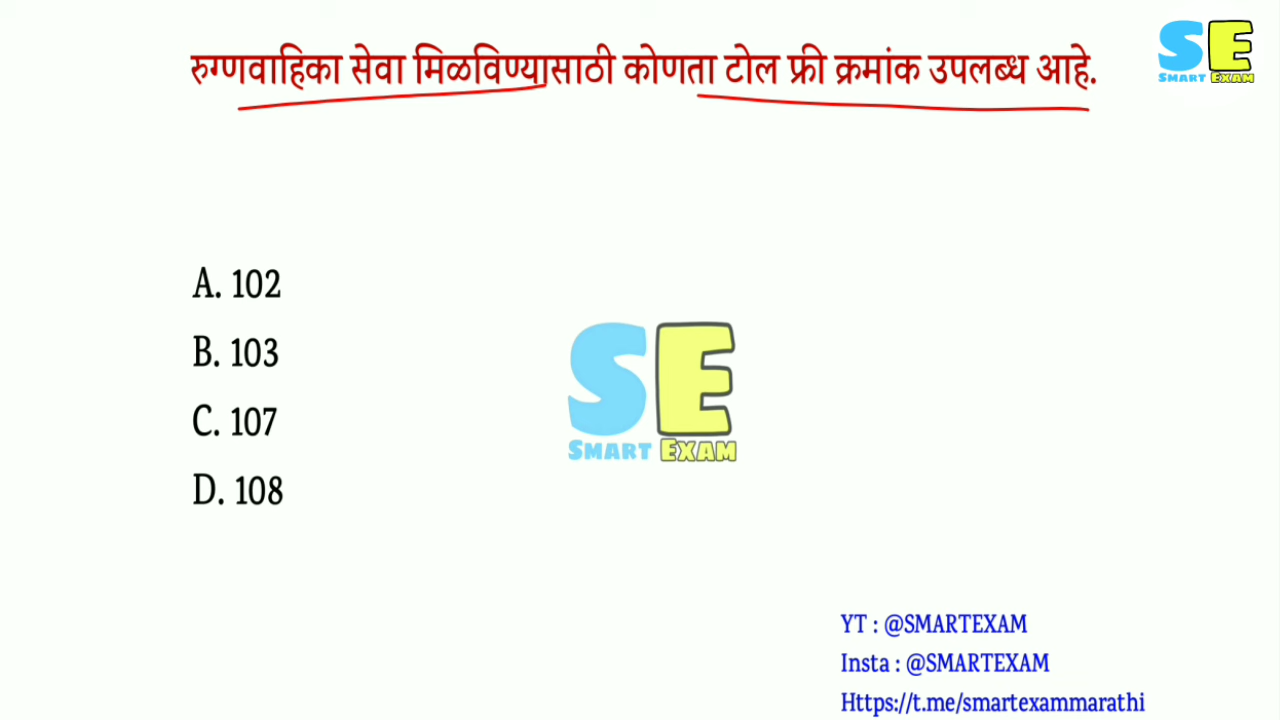 रुग्णवाहिका सेवा मिळविण्यासाठी कोणता टोल फ्री क्रमांक उपलब्ध आहे.
SE
SMART EXAM
A. 102
B. 103
C. 107
D. 108
SE
SMART EXAM
YT : @SMARTEXAM
Insta : @SMARTEXAM
Https://t.me/smartexammarathi